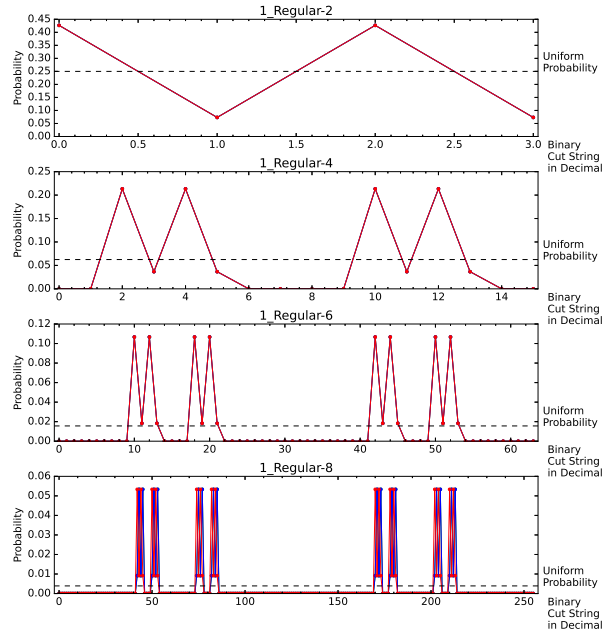 1_Regular-2
0.45
0.40
0.35
0.30
0.25
0.20
0.15
0.10
0.05
0.00
Probability
0.0 0.5 1.0 1.5 2.0 2.5 3.0
Uniform
Probability
Binary
Cut String
in Decimal
1_Regular-4
0.25
0.20
0.15
0.10
0.05
0.00
Probability
0 2 4 6 8 10 12 14
Uniform
Probability
Binary
Cut String
in Decimal
1_Regular-6
0.12
0.10
0.08
0.06
0.04
0.02
0.00
Probability
0 10 20 30 40 50 60
Uniform
Probability
Binary
Cut String
in Decimal
1_Regular-8
0.06
0.05
0.04
0.03
0.02
0.01
0.00
Probability
0 50 100 150 200 250
Uniform
Probability
Binary
Cut String
in Decimal